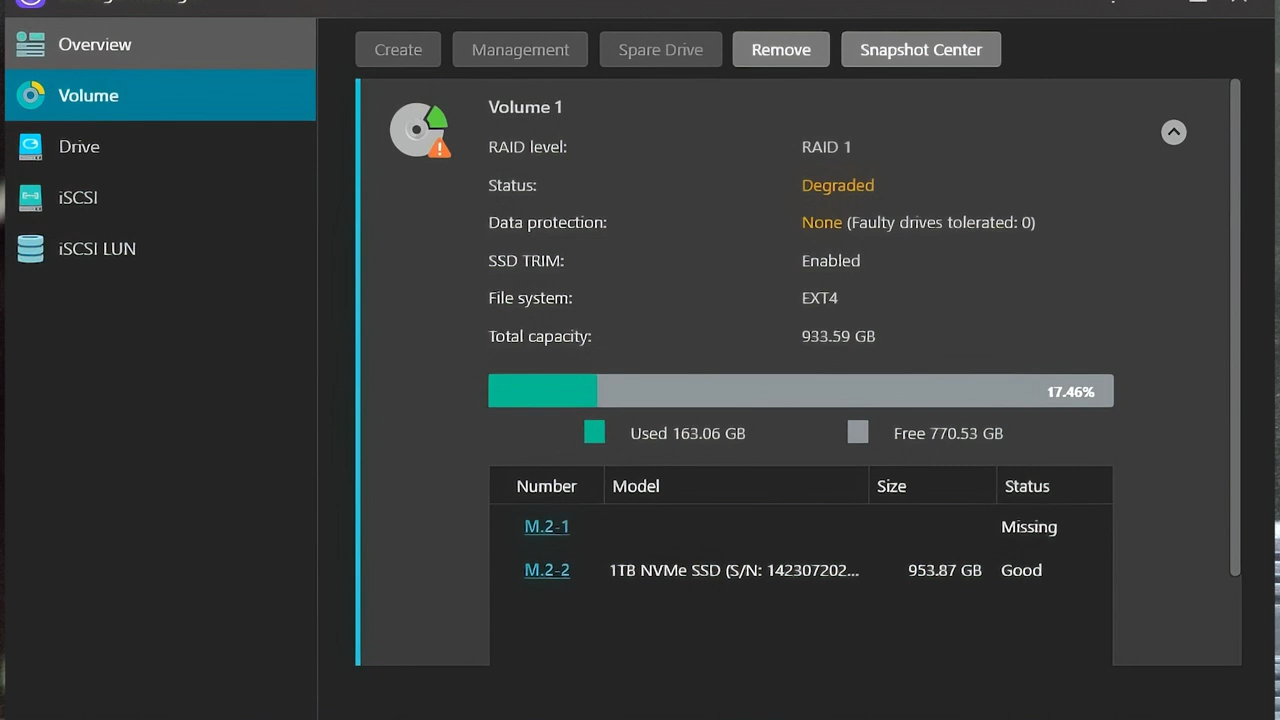 Overview
Volume
Drive
iSCSI
iSCSI LUN
Create Management Spare Drive Remove Snapshot Center
Volume 1
RAID level: RAID 1
Status: Degraded
Data protection: None (Faulty drives tolerated: 0)
SSD TRIM: Enabled
File system: EXT4
Total capacity: 933.59 GB
17.46%
Used 163.06 GB Free 770.53 GB
Number Model Size Status
M.2-1 Missing
M.2-2 1TB NVMe SSD (S/N: 142307202... 953.87 GB Good